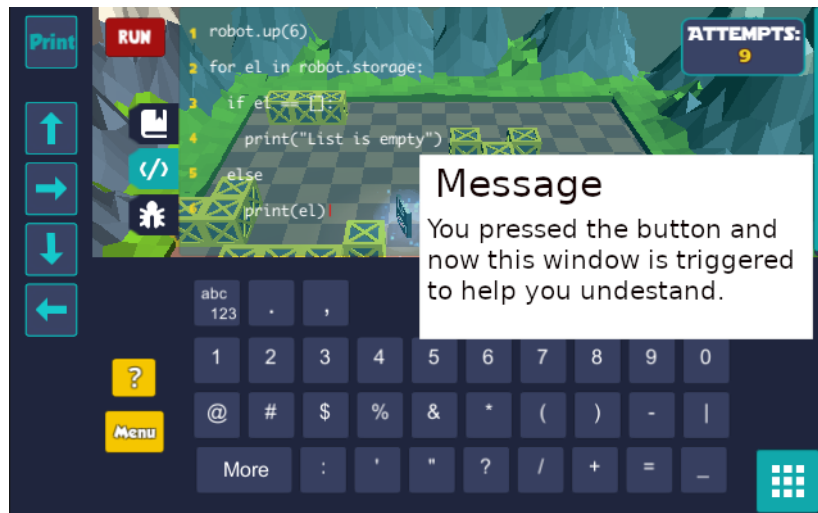 Print
RUN
1 robot.up(6)
2 for el in robot.storage:
3 if el == []:
4 print("List is empty")
5 else
6 print(el)
ATTEMPTS:
9
</>
Message
You pressed the button and
now this window is triggered
to help you undestand.
abc
123
. ,
1 2 3 4 5 6 7 8 9 0
@ # $ % & * ( ) - |
More : ' " ? / + = _
?
Menu